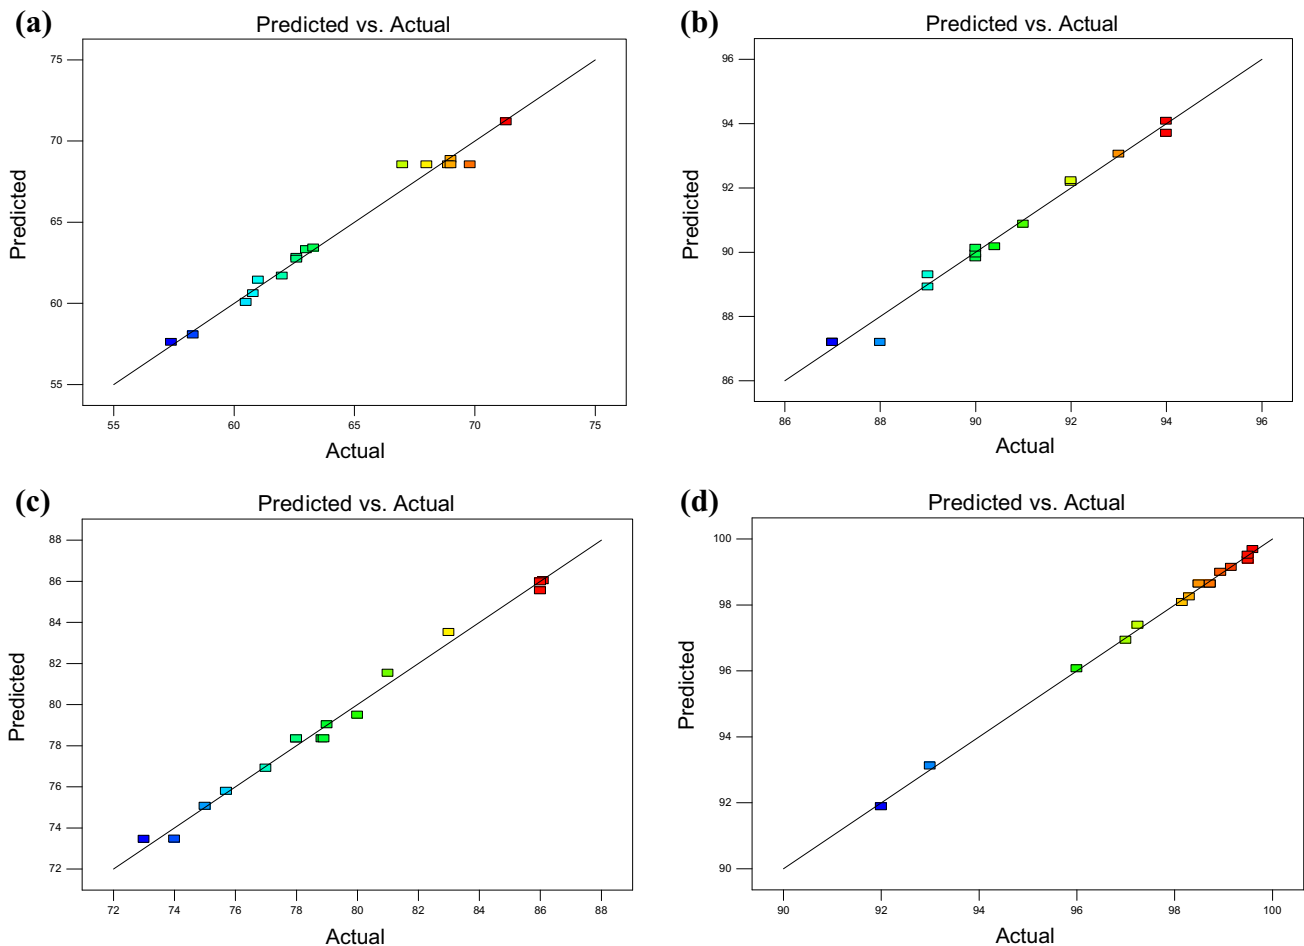 (a)
Predicted vs. Actual
75
70
65
60
55
Predicted
55 60 65 70 75
Actual
(b)
Predicted vs. Actual
96
94
92
90
88
86
Predicted
86 88 90 92 94 96
Actual
(c)
Predicted vs. Actual
88
86
84
82
80
78
76
74
72
Predicted
72 74 76 78 80 82 84 86 88
Actual
(d)
Predicted vs. Actual
100
98
96
94
92
90
Predicted
90 92 94 96 98 100
Actual